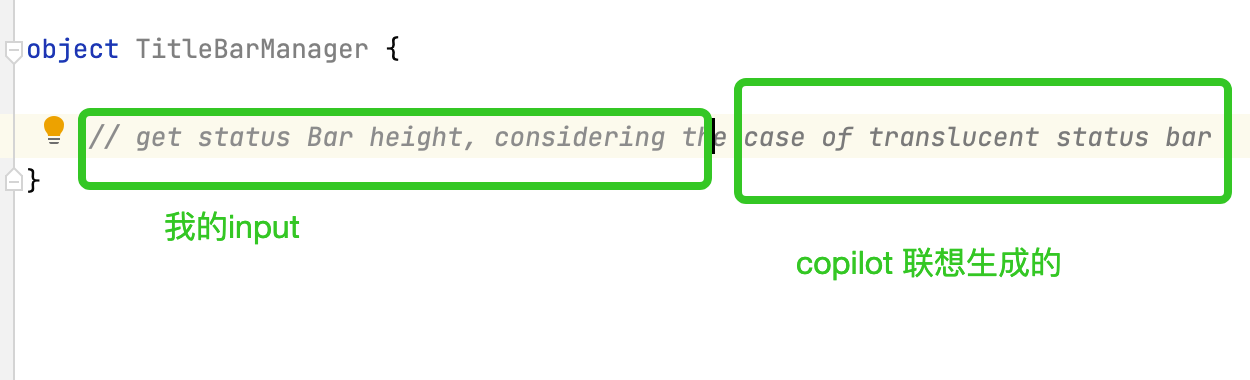 object TitleBarManager {
// get status Bar height, considering the case of translucent status bar
}
我的input
copilot 联想生成的